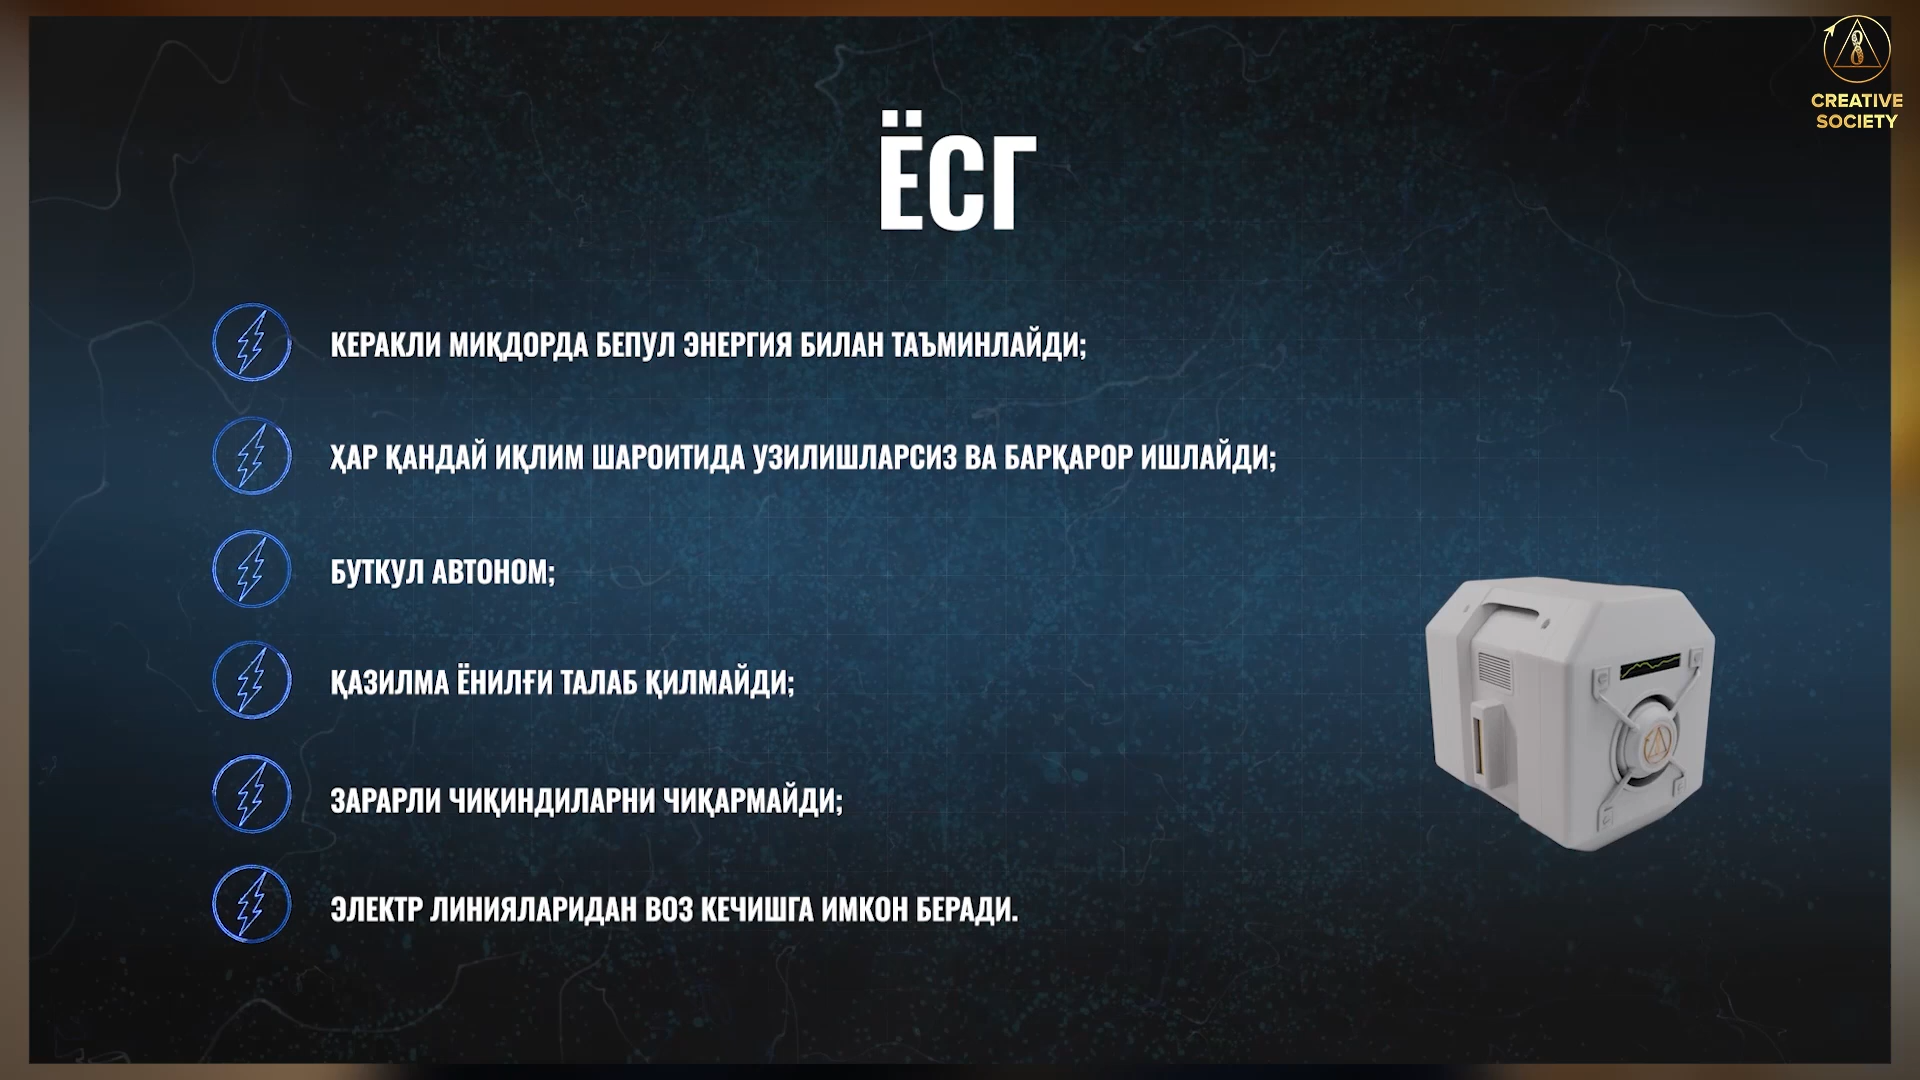 CREATIVE
SOCIETY
ЁСГ
КЕРАКЛИ МИҚДОРДА БЕПУЛ ЭНЕРГИЯ БИЛАН ТАЪМИНЛАЙДИ;
ҲАР ҚАНДАЙ ИҚЛИМ ШАРОИТИДА УЗИЛИШЛАРСИЗ ВА БАРҚАРОР ИШЛАЙДИ;
БУТКУЛ АВТОНОМ;
ҚАЗИЛМА ЁНИЛҒИ ТАЛАБ ҚИЛМАЙДИ;
ЗАРАРЛИ ЧИҚИНДИЛАРНИ ЧИҚАРМАЙДИ;
ЭЛЕКТР ЛИНИЯЛАРИДАН ВОЗ КЕЧИШГА ИМКОН БЕРАДИ.